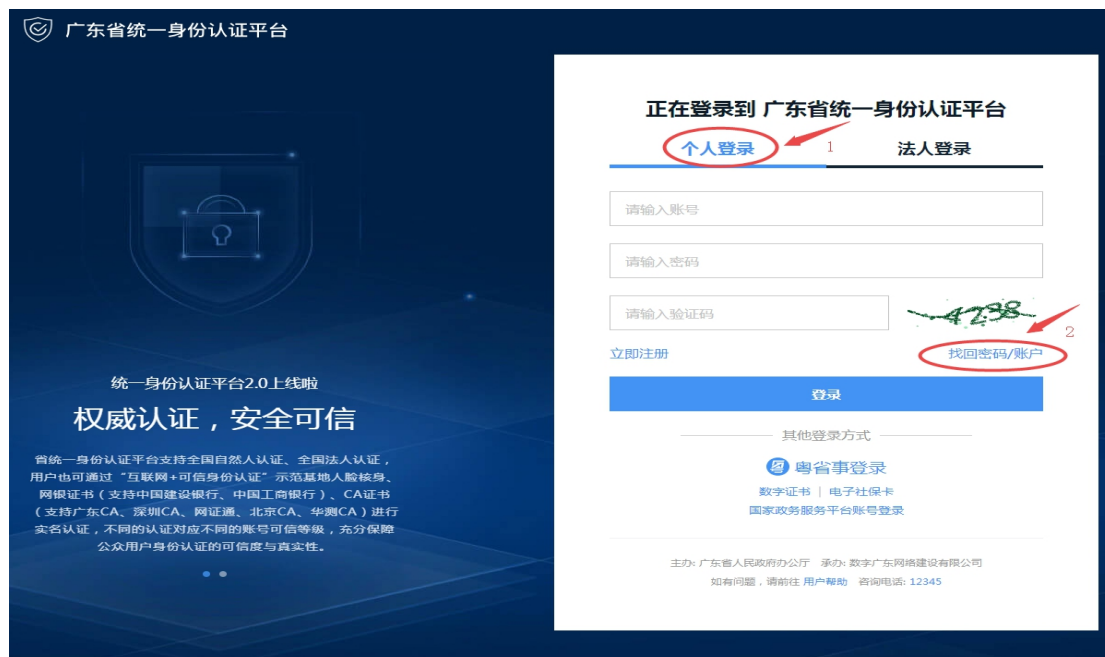 广东省统一身份认证平台
正在登录到 广东省统一身份认证平台
个人登录 1 法人登录
请输入账号
请输入密码
请输入验证码 4238
2
立即注册 找回密码/账户
登录
其他登录方式
粤省事登录
数字证书 | 电子社保卡
国家政务服务平台账号登录
主办: 广东省人民政府办公厅 承办: 数字广东网络建设有限公司
如有问题，请前往 用户帮助 咨询电话: 12345
统一身份认证平台2.0上线啦
权威认证，安全可信
省统一身份认证平台支持全国自然人认证、全国法人认证，
用户也可通过“互联网+可信身份认证”示范基地人脸核身、
网银证书（支持中国建设银行、中国工商银行）、CA证书
（支持广东CA、深圳CA、网证通、北京CA、华测CA）进行
实名认证，不同的认证对应不同的账号可信等级，充分保障
公众用户身份认证的可信度与真实性。